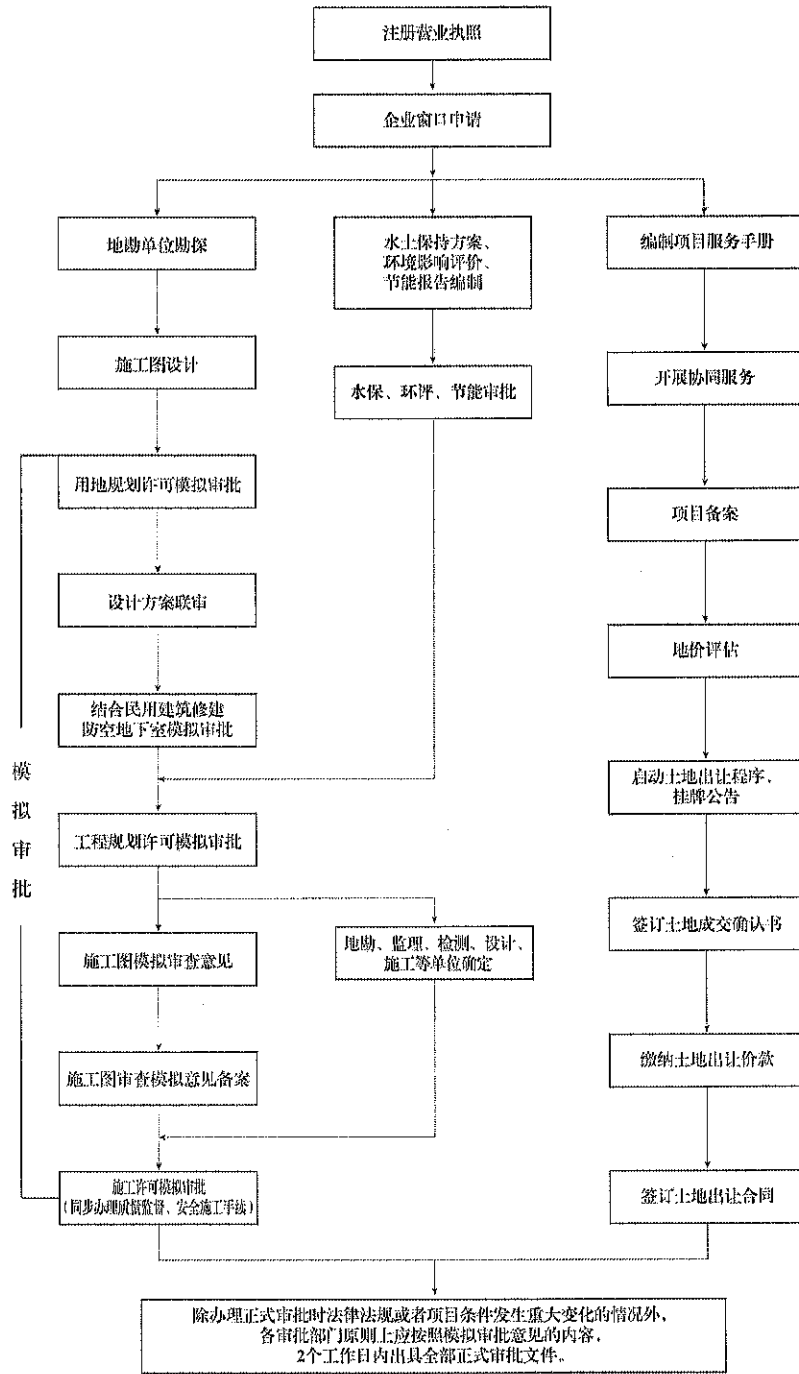 注册营业执照
企业窗口申请
地勘单位勘探
水土保持方案、
环境影响评价、
节能报告编制
编制项目服务手册
施工图设计
水保、环评、节能审批
开展协同服务
用地规划许可模拟审批
项目备案
设计方案联审
地价评估
结合民用建筑修建
防空地下室模拟审批
启动土地出让程序，
挂牌公告
模拟审批
工程规划许可模拟审批
签订土地成交确认书
施工图模拟审查意见
地勘、监理、检测、设计、
施工等单位确定
缴纳土地出让价款
施工图审查模拟意见备案
施工许可模拟审批
（同步办理质量监督、安全施工手续）
签订土地出让合同
除办理正式审批时法律法规或者项目条件发生重大变化的情况外，
各审批部门原则上应按照模拟审批意见的内容，
2个工作日内出具全部正式审批文件。